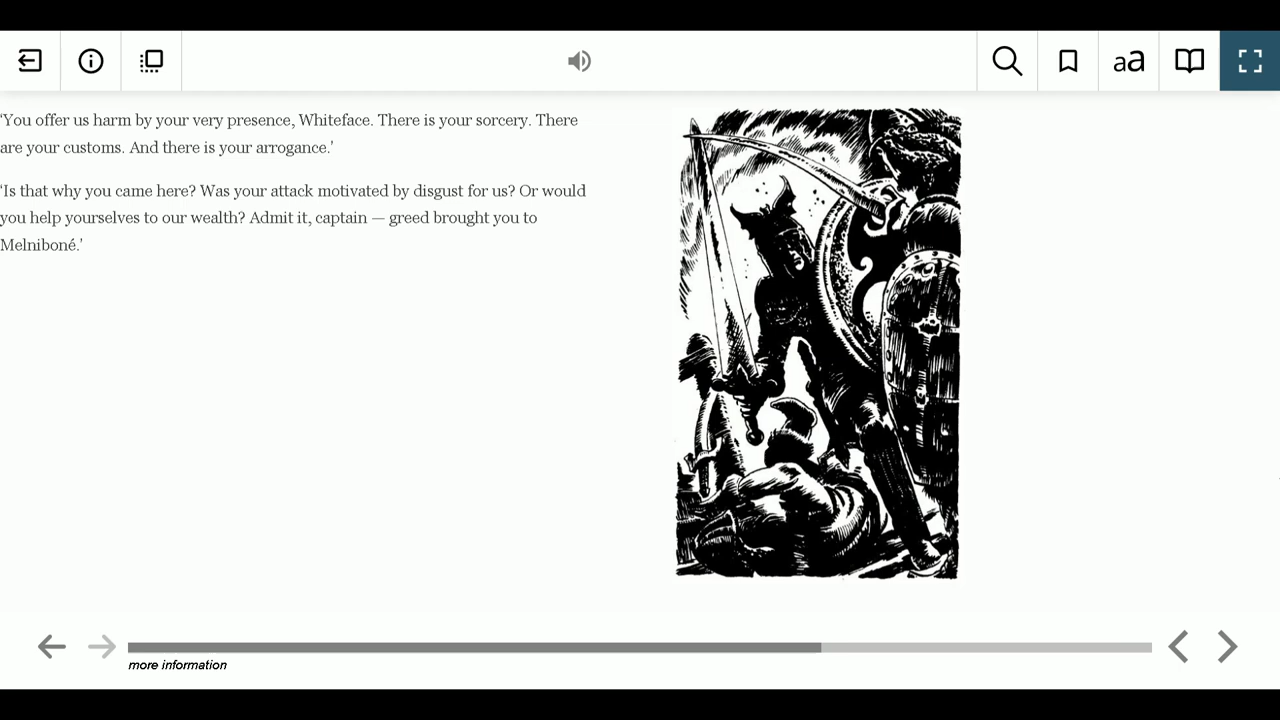 aA
‘You offer us harm by your very presence, Whiteface. There is your sorcery. There
are your customs. And there is your arrogance.’
‘Is that why you came here? Was your attack motivated by disgust for us? Or would
you help yourselves to our wealth? Admit it, captain — greed brought you to
Melniboné.’
more information